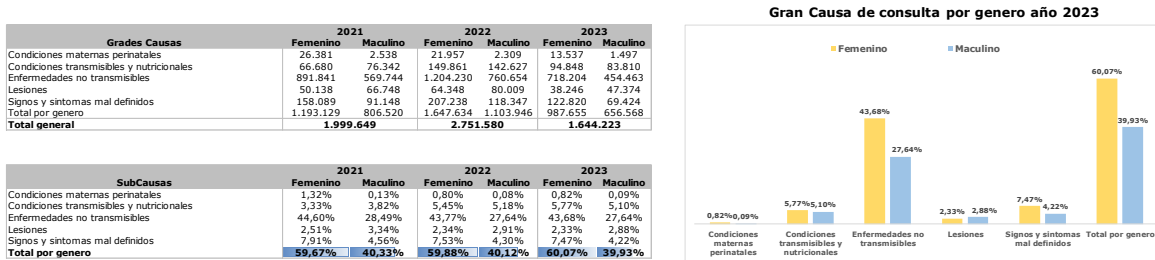 2021 2022 2023
Grades Causas Femenino Maculino Femenino Maculino Femenino Maculino
Condiciones maternas perinatales 26.381 2.538 21.957 2.309 13.537 1.497
Condiciones transmisibles y nutricionales 66.680 76.342 149.861 142.627 94.848 83.810
Enfermedades no transmisibles 891.841 569.744 1.204.230 760.654 718.204 454.463
Lesiones 50.138 66.748 64.348 80.009 38.246 47.374
Signos y sintomas mal definidos 158.089 91.148 207.238 118.347 122.820 69.424
Total por genero 1.193.129 806.520 1.647.634 1.103.946 987.655 656.568
Total general 1.999.649 2.751.580 1.644.223
2021 2022 2023
SubCausas Femenino Maculino Femenino Maculino Femenino Maculino
Condiciones maternas perinatales 1,32% 0,13% 0,80% 0,08% 0,82% 0,09%
Condiciones transmisibles y nutricionales 3,33% 3,82% 5,45% 5,18% 5,77% 5,10%
Enfermedades no transmisibles 44,60% 28,49% 43,77% 27,64% 43,68% 27,64%
Lesiones 2,51% 3,34% 2,34% 2,91% 2,33% 2,88%
Signos y sintomas mal definidos 7,91% 4,56% 7,53% 4,30% 7,47% 4,22%
Total por genero 59,67% 40,33% 59,88% 40,12% 60,07% 39,93%
Gran Causa de consulta por genero año 2023
Femenino Maculino
60,07%
39,93%
43,68%
27,64%
7,47%
4,22%
5,77% 5,10%
2,33% 2,88%
0,82% 0,09%
Condiciones Condiciones Enfermedades no Lesiones Signos y sintomas Total por genero
maternas transmisibles y transmisibles mal definidos
perinatales nutricionales